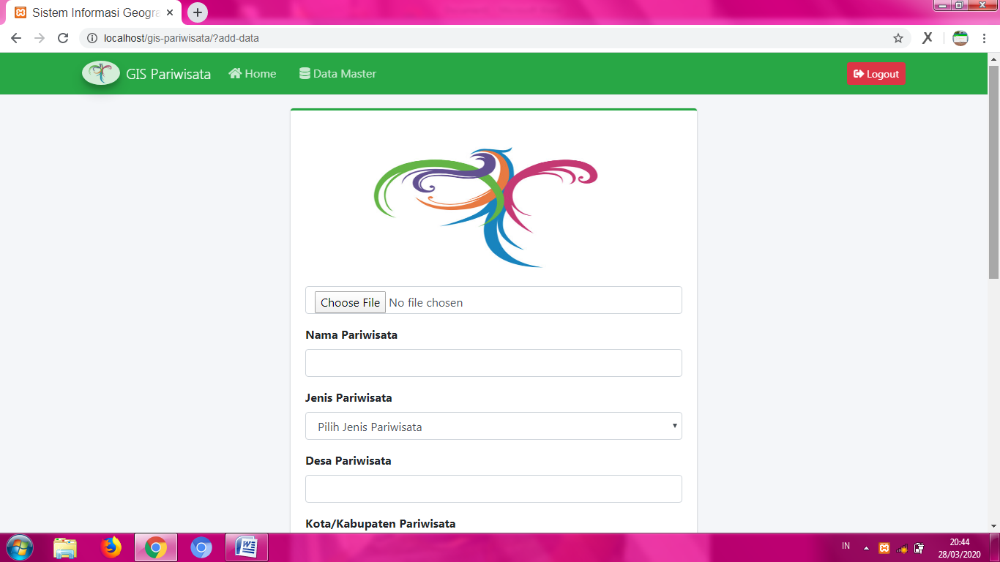 Sistem Informasi Geogra
localhost/gis-pariwisata/?add-data
GIS Pariwisata Home Data Master Logout
Choose File No file chosen
Nama Pariwisata
Jenis Pariwisata
Pilih Jenis Pariwisata
Desa Pariwisata
Kota/Kabupaten Pariwisata
IN
20:44
28/03/2020